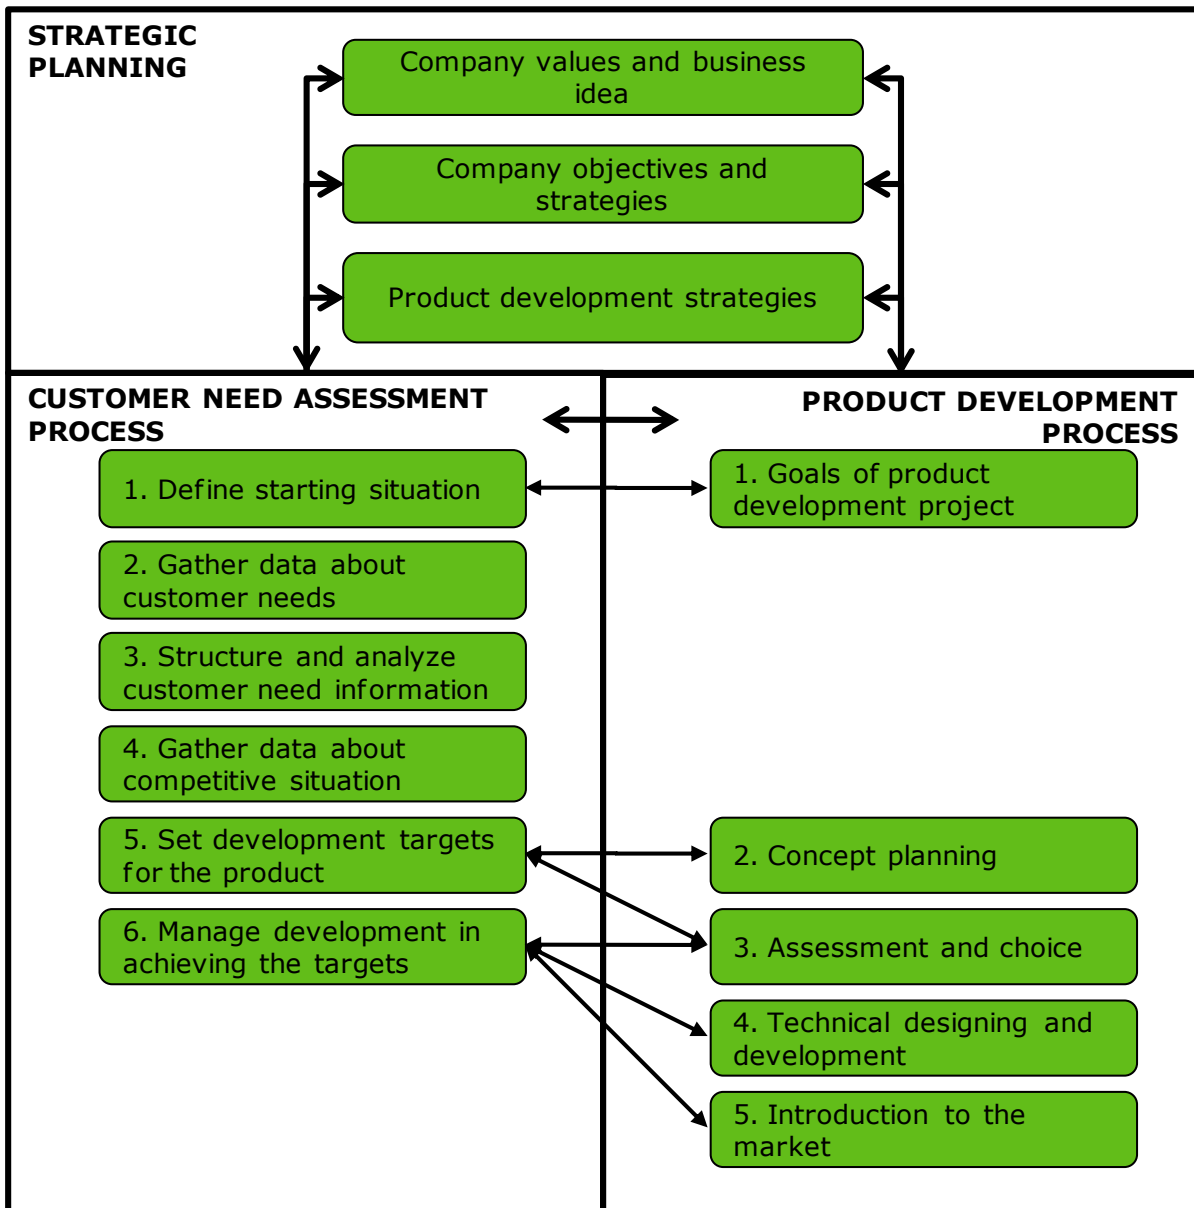 STRATEGIC
PLANNING
Company values and business
idea
Company objectives and
strategies
Product development strategies
CUSTOMER NEED ASSESSMENT
PROCESS
1. Define starting situation
2. Gather data about
customer needs
3. Structure and analyze
customer need information
4. Gather data about
competitive situation
5. Set development targets
for the product
6. Manage development in
achieving the targets
PRODUCT DEVELOPMENT
PROCESS
1. Goals of product
development project
2. Concept planning
3. Assessment and choice
4. Technical designing and
development
5. Introduction to the
market